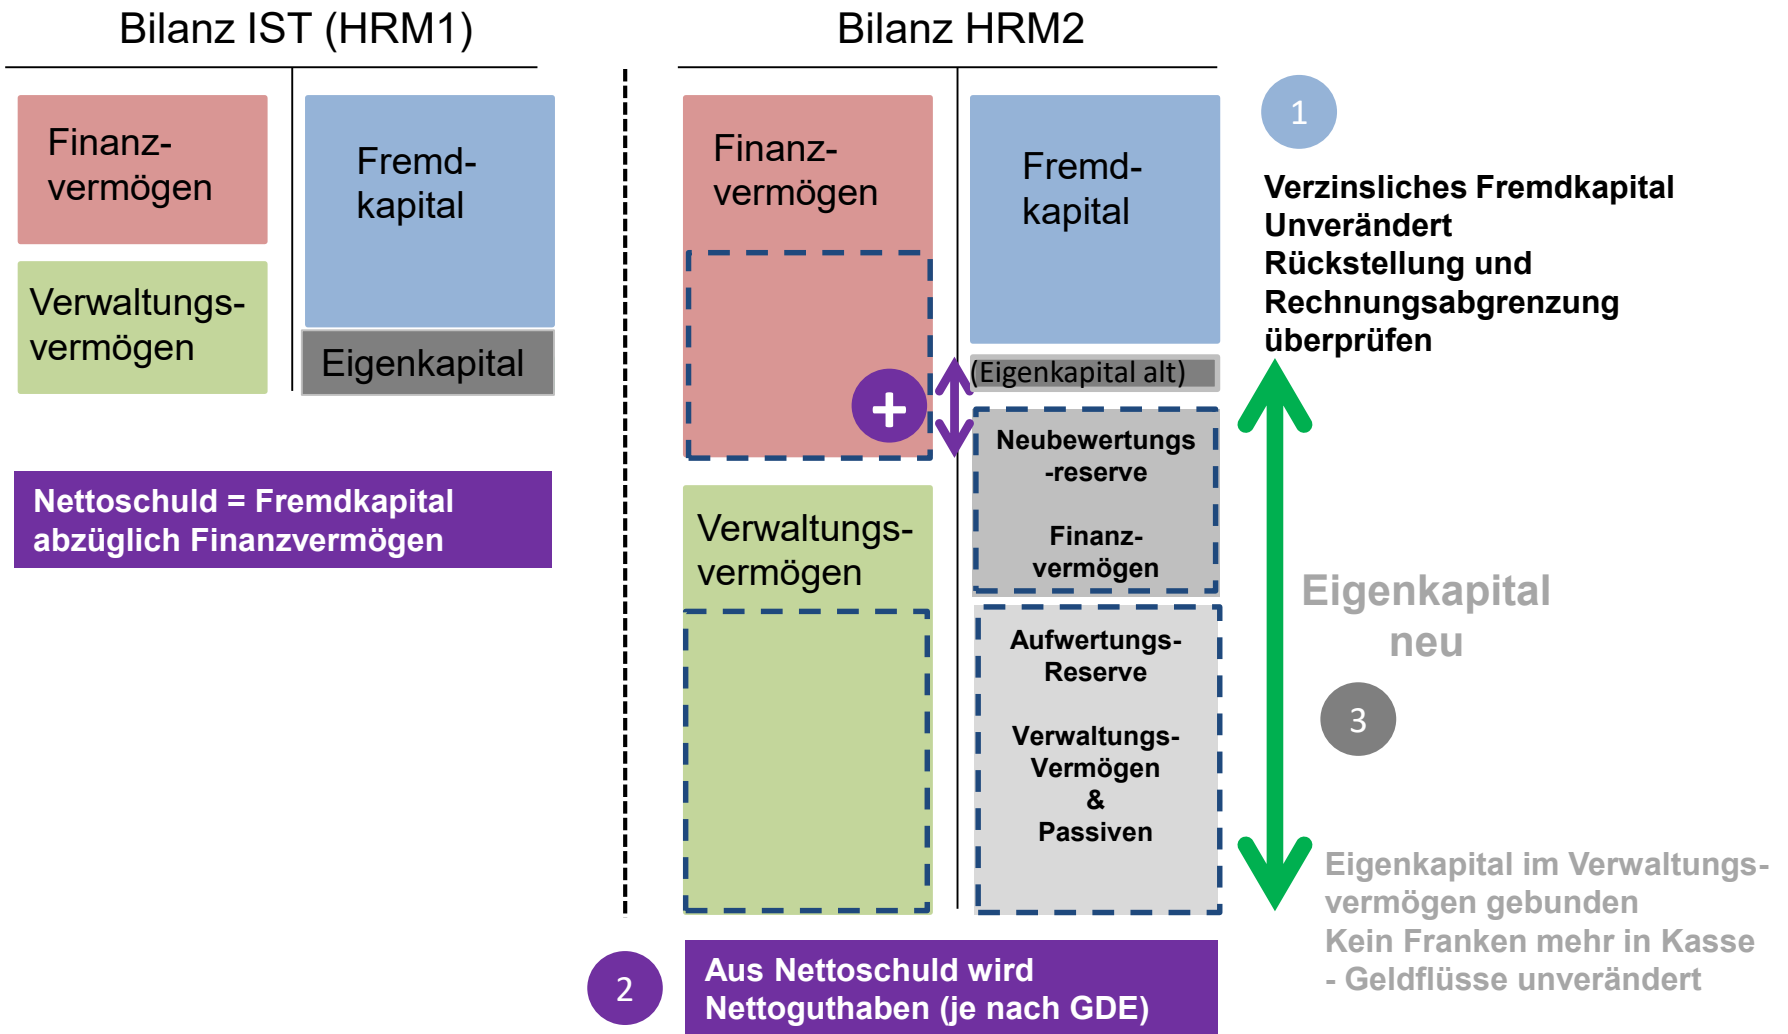 Bilanz IST (HRM1)
Finanz-
vermögen
Fremd-
kapital
Verwaltungs-
vermögen
Eigenkapital
Nettoschuld = Fremdkapital
abzüglich Finanzvermögen
Bilanz HRM2
Finanz-
vermögen
Fremd-
kapital
+
(Eigenkapital alt)
Neubewertungs
-reserve
Finanz-
vermögen
Verwaltungs-
vermögen
Aufwertungs-
Reserve
Verwaltungs-
Vermögen
&
Passiven
1
Verzinsliches Fremdkapital
Unverändert
Rückstellung und
Rechnungsabgrenzung
überprüfen
Eigenkapital
neu
3
Eigenkapital im Verwaltungs-
vermögen gebunden
Kein Franken mehr in Kasse
- Geldflüsse unverändert
2
Aus Nettoschuld wird
Nettoguthaben (je nach GDE)